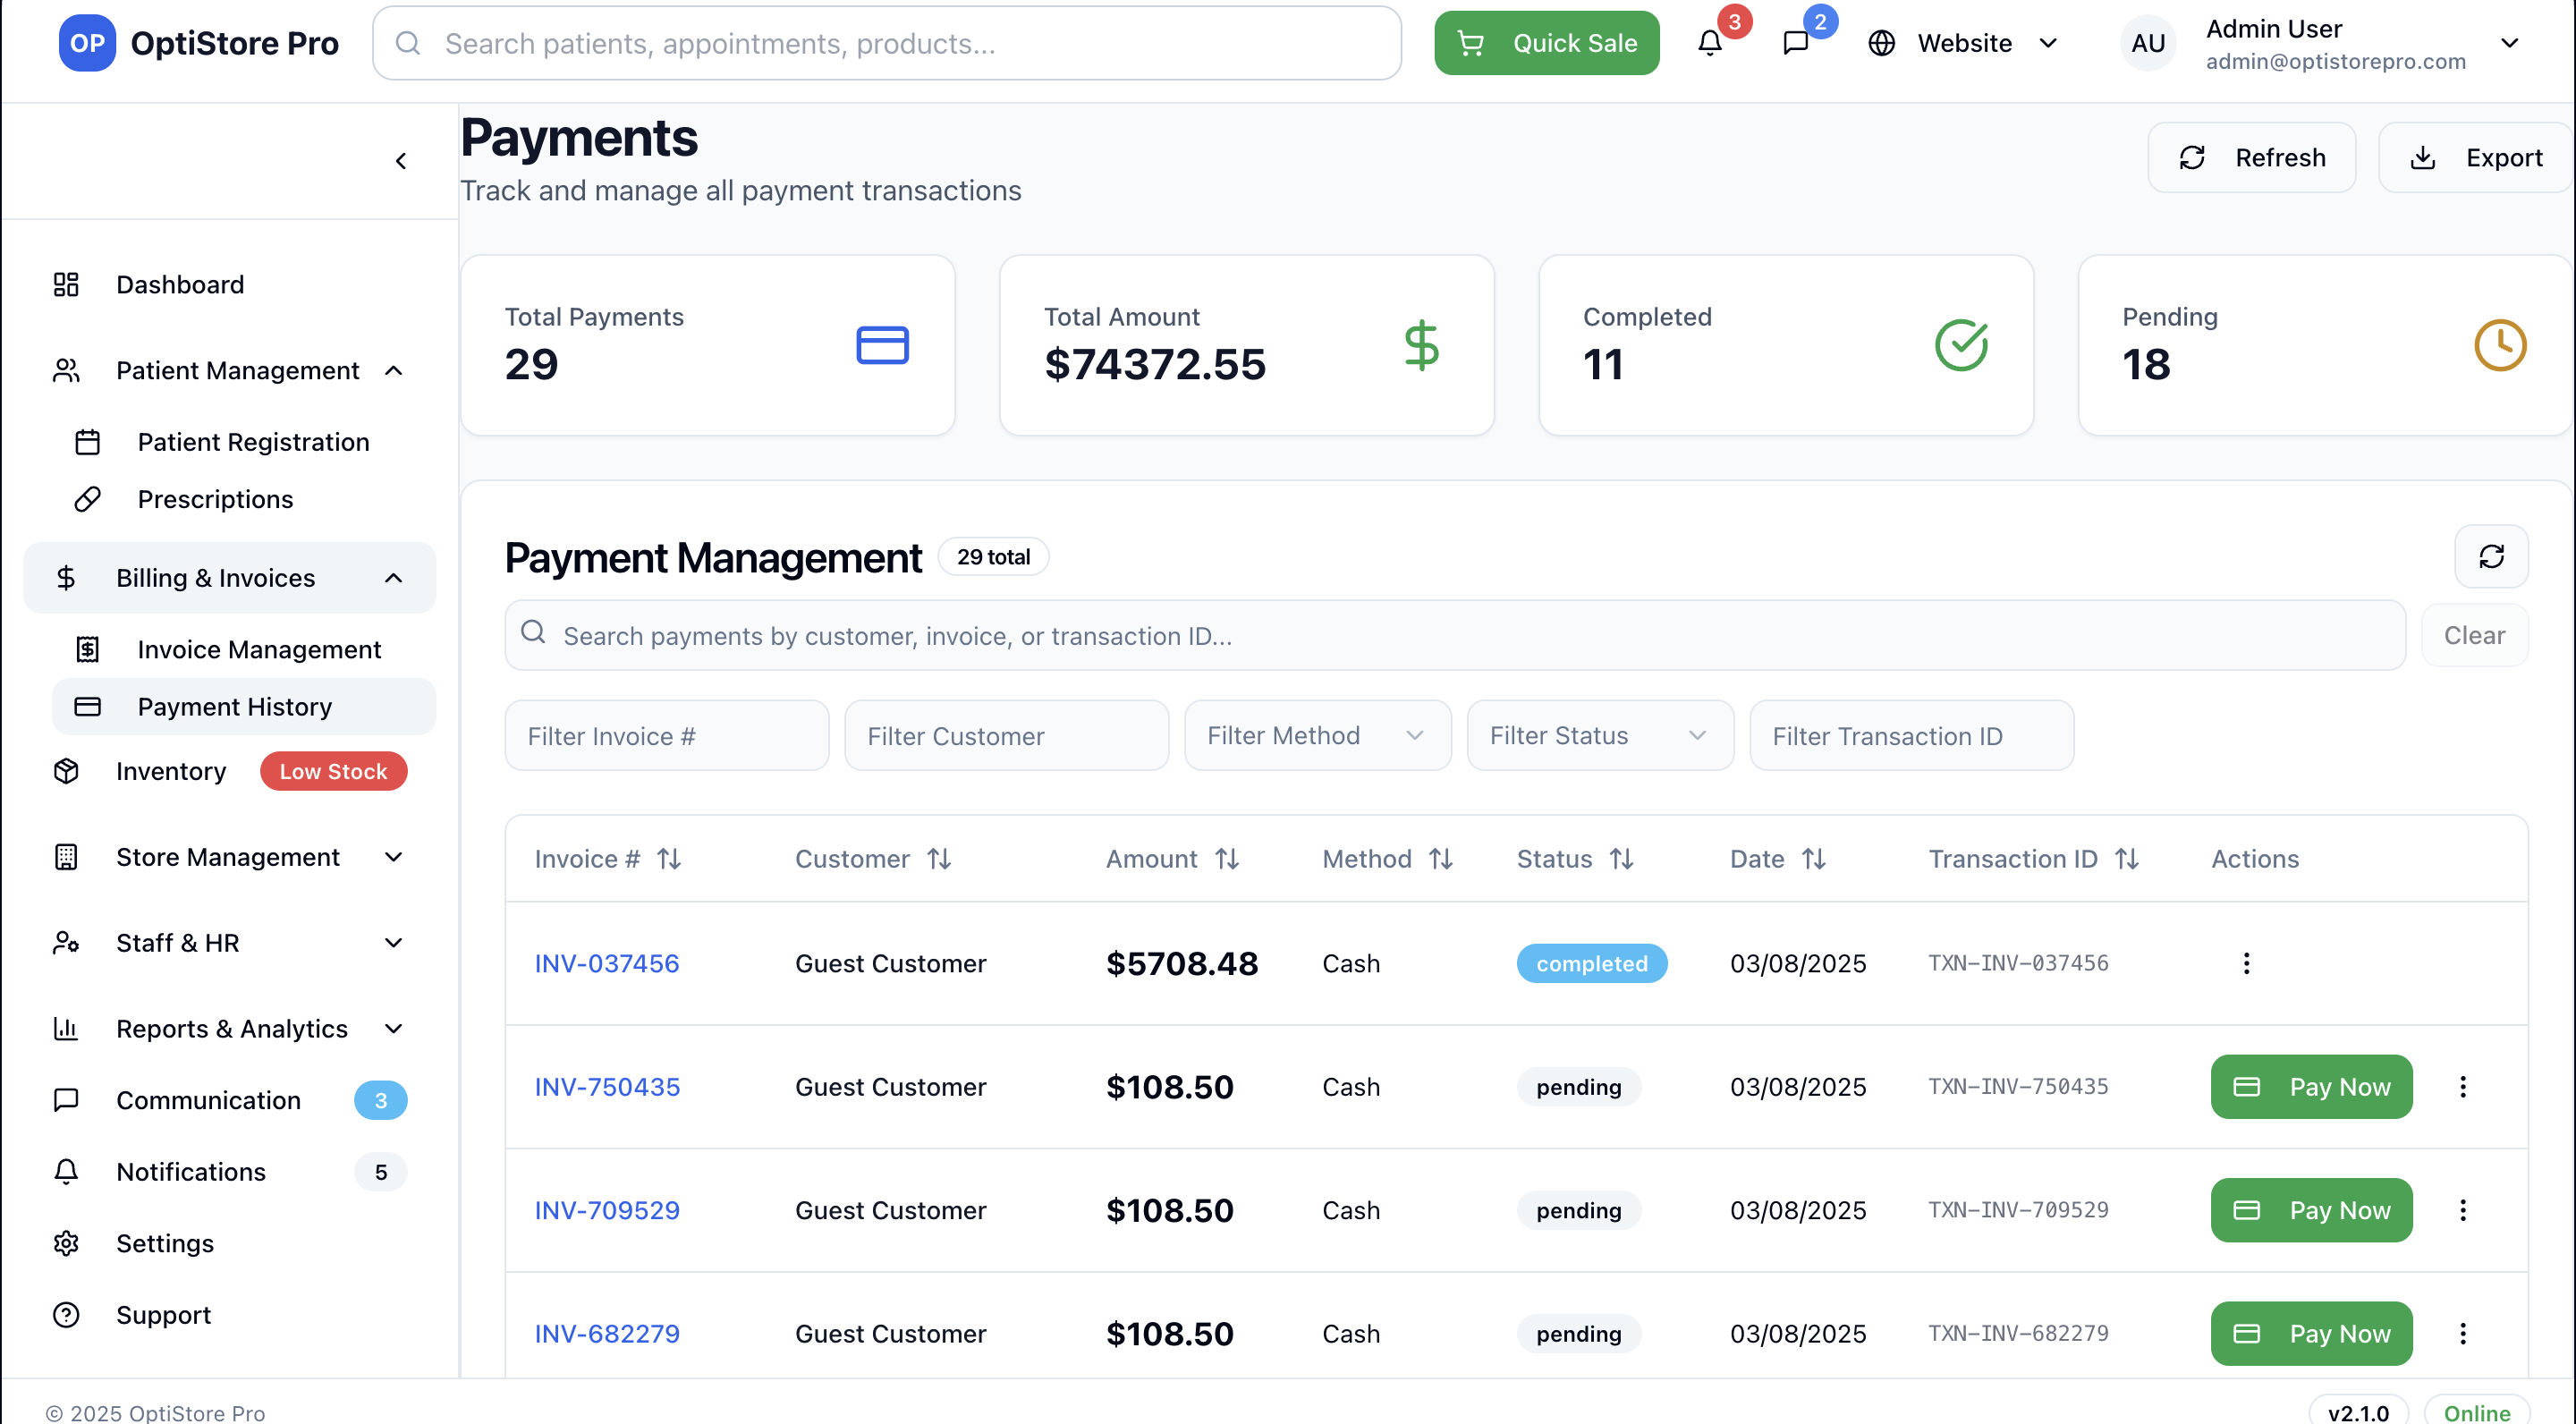 OP OptiStore Pro
Search patients, appointments, products...
Quick Sale
3
2
Website
AU
Admin User
admin@optistorepro.com
Dashboard
Patient Management
Patient Registration
Prescriptions
Billing & Invoices
Invoice Management
Payment History
Inventory Low Stock
Store Management
Staff & HR
Reports & Analytics
Communication 3
Notifications 5
Settings
Support
Payments
Track and manage all payment transactions
Refresh
Export
Total Payments
29
Total Amount
$74372.55
Completed
11
Pending
18
Payment Management 29 total
Search payments by customer, invoice, or transaction ID...
Clear
Filter Invoice # Filter Customer Filter Method Filter Status Filter Transaction ID
Invoice # Customer Amount Method Status Date Transaction ID Actions
INV-037456 Guest Customer $5708.48 Cash completed 03/08/2025 TXN-INV-037456
INV-750435 Guest Customer $108.50 Cash pending 03/08/2025 TXN-INV-750435 Pay Now
INV-709529 Guest Customer $108.50 Cash pending 03/08/2025 TXN-INV-709529 Pay Now
INV-682279 Guest Customer $108.50 Cash pending 03/08/2025 TXN-INV-682279 Pay Now
© 2025 OptiStore Pro
v2.1.0 Online